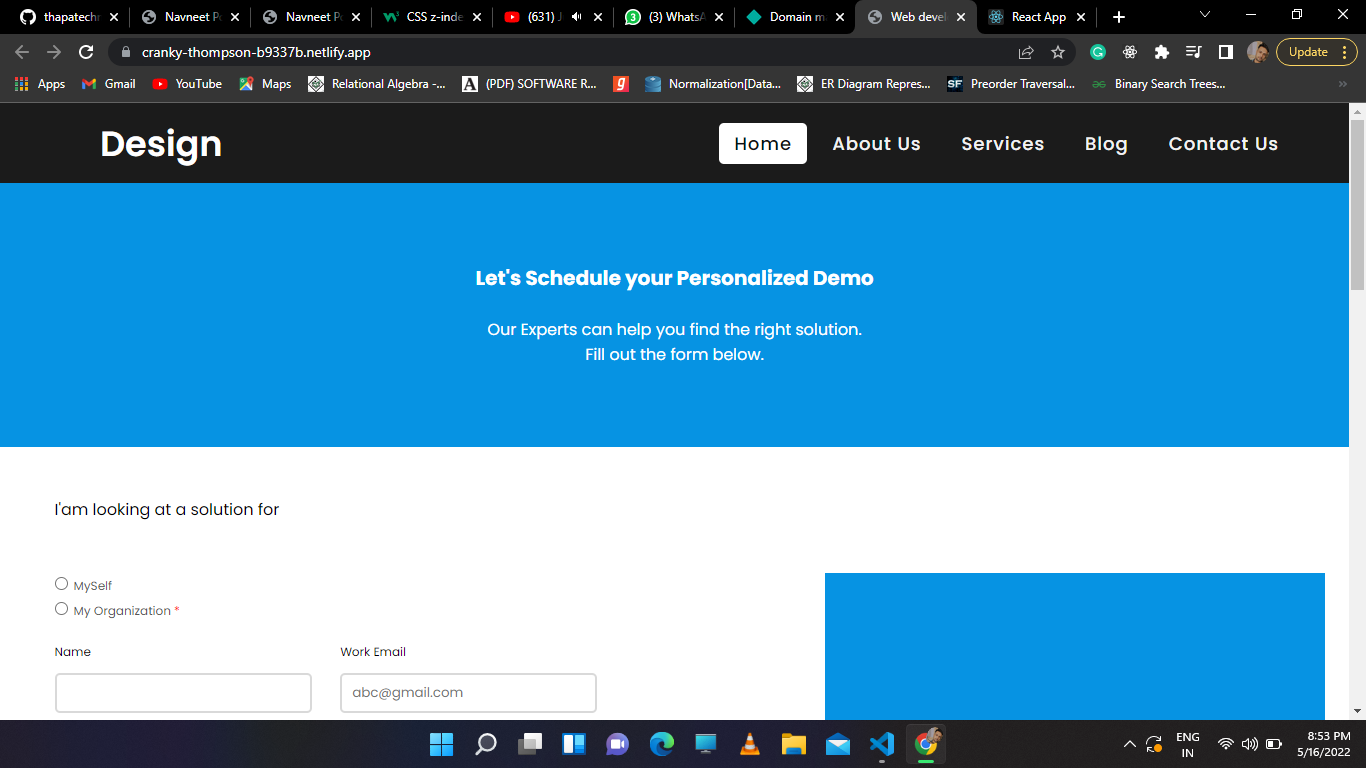 thapatechn
Navneet Po
Navneet Po
CSS z-inde
(631) J
(3) WhatsA
Domain m
Web devel
React App
cranky-thompson-b9337b.netlify.app
Update
Apps
Gmail
YouTube
Maps
Relational Algebra -...
(PDF) SOFTWARE R...
Normalization[Data...
ER Diagram Repres...
Preorder Traversal...
Binary Search Trees...
Design
Home
About Us
Services
Blog
Contact Us
Let's Schedule your Personalized Demo
Our Experts can help you find the right solution.
Fill out the form below.
I'am looking at a solution for
MySelf
My Organization *
Name
Work Email
abc@gmail.com
ENG
IN
8:53 PM
5/16/2022